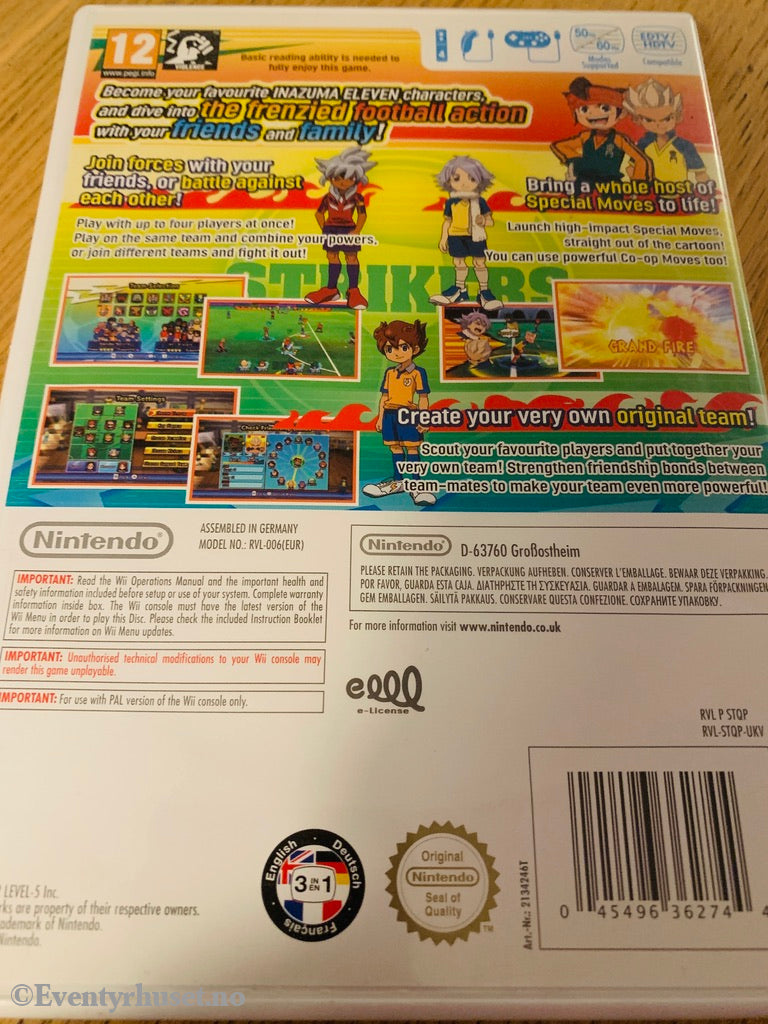 12
www.pegi.info
VIOLENCE
Basic reading ability is needed to
fully enjoy this game.
4
50Hz
60Hz
Modes
Supported
EDTV/
HDTV
Compatible
Become your favourite INAZUMA ELEVEN characters,
and dive into the frenzied football action
with your friends and family!
Join forces with your
friends, or battle against
each other!
Play with up to four players at once!
Play on the same team and combine your powers,
or join different teams and fight it out!
Bring a whole host of
Special Moves to life!
Launch high-impact Special Moves,
straight out of the cartoon!
You can use powerful Co-op Moves too!
STRIKERS
Team Selection
GRAND FIRE
Team Settings
Create your very own original team!
Scout your favourite players and put together your
very own team! Strengthen friendship bonds between
team-mates to make your team even more powerful!
Nintendo®
ASSEMBLED IN GERMANY
MODEL NO.: RVL-006(EUR)
IMPORTANT: Read the Wii Operations Manual and the important health and
safety information included before setup or use of your system. Complete warranty
information inside box. The Wii console must have the latest version of the
Wii Menu in order to play this Disc. Please check the included Instruction Booklet
for more information on Wii Menu updates.
IMPORTANT: Unauthorised technical modifications to your Wii console may
render this game unplayable.
IMPORTANT: For use with PAL version of the Wii console only.
Nintendo® D-63760 Großostheim
PLEASE RETAIN THE PACKAGING. VERPACKUNG AUFHEBEN. CONSERVER L'EMBALLAGE. BEWAAR DEZE VERPAKKING.
POR FAVOR, GUARDA ESTA CAJA. ΔΙΑΤΗΡΗΣΤΕ ΤΗ ΣΥΣΚΕΥΑΣΙΑ. GUARDAR A EMBALAGEM. SPARA FÖRPACKNINGEN.
GEM EMBALLAGEN. SÄILYTÄ PAKKAUS. CONSERVARE QUESTA CONFEZIONE. СОХРАНИТЕ УПАКОВКУ.
For more information visit www.nintendo.co.uk
e-License
RVL P STQP
RVL-STQP-UKV
English
Deutsch
Français
3 IN EN 1
Original
Nintendo
Seal of
Quality
TM
Art.-Nr.: 2134246T
0 45496 36274 4
LEVEL-5 Inc.
rks are property of their respective owners.
ademark of Nintendo.
Nintendo.
©Eventyrhuset.no